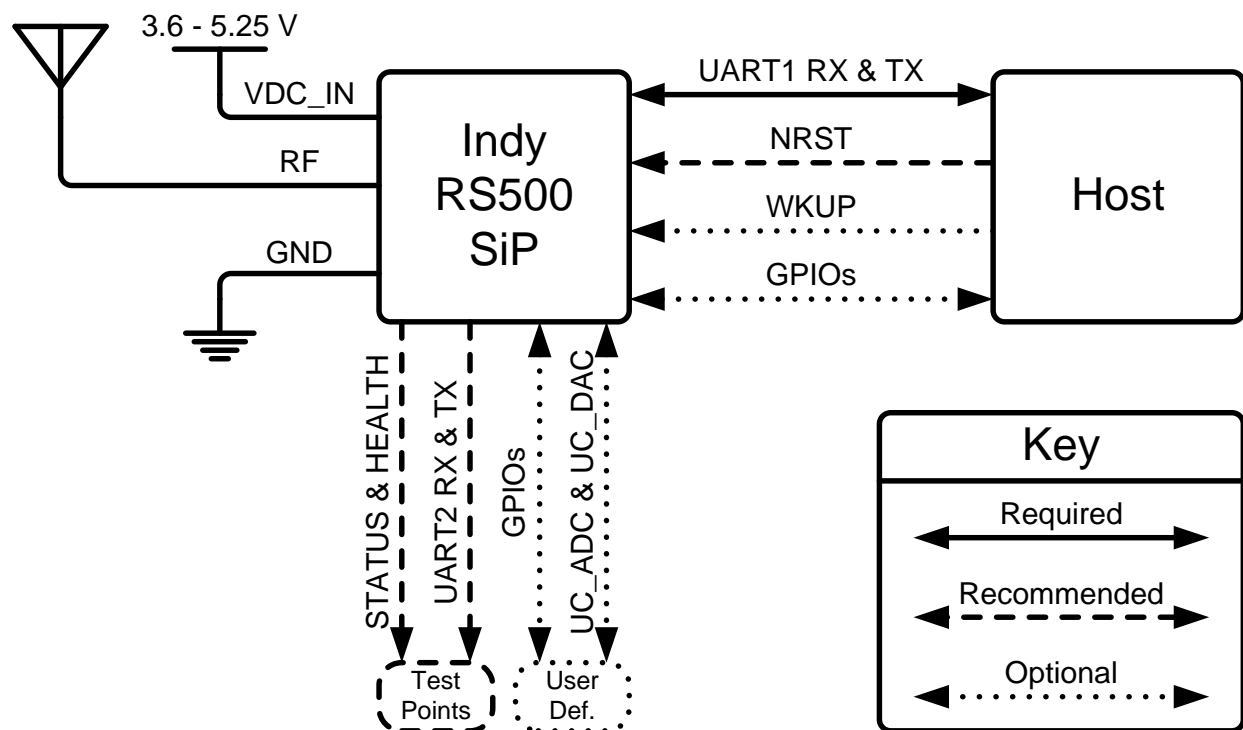 3.6 - 5.25 V
VDC_IN
RF
GND
Indy
RS500
SiP
UART1 RX & TX
NRST
WKUP
GPIOs
Host
STATUS & HEALTH
UART2 RX & TX
GPIOs
UC_ADC & UC_DAC
Test
Points
User
Def.
Key
Required
Recommended
Optional